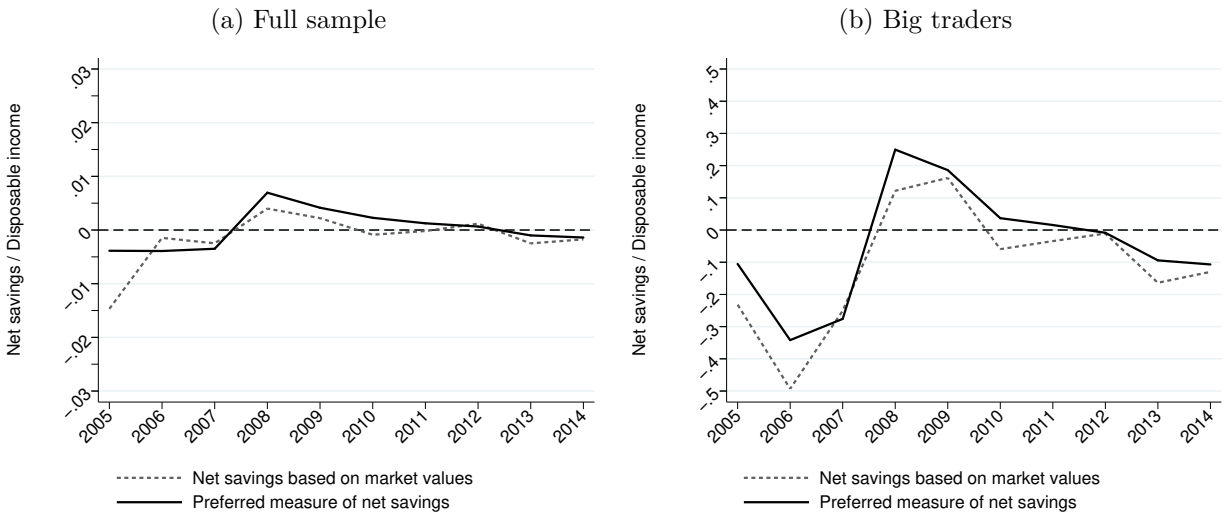 (a) Full sample
Net savings / Disposable income
.03
.02
.01
0
−.01
−.02
−.03
2005 2006 2007 2008 2009 2010 2011 2012 2013 2014
Net savings based on market values
Preferred measure of net savings
(b) Big traders
Net savings / Disposable income
.5
.4
.3
.2
.1
0
−.1
−.2
−.3
−.4
−.5
2005 2006 2007 2008 2009 2010 2011 2012 2013 2014
Net savings based on market values
Preferred measure of net savings